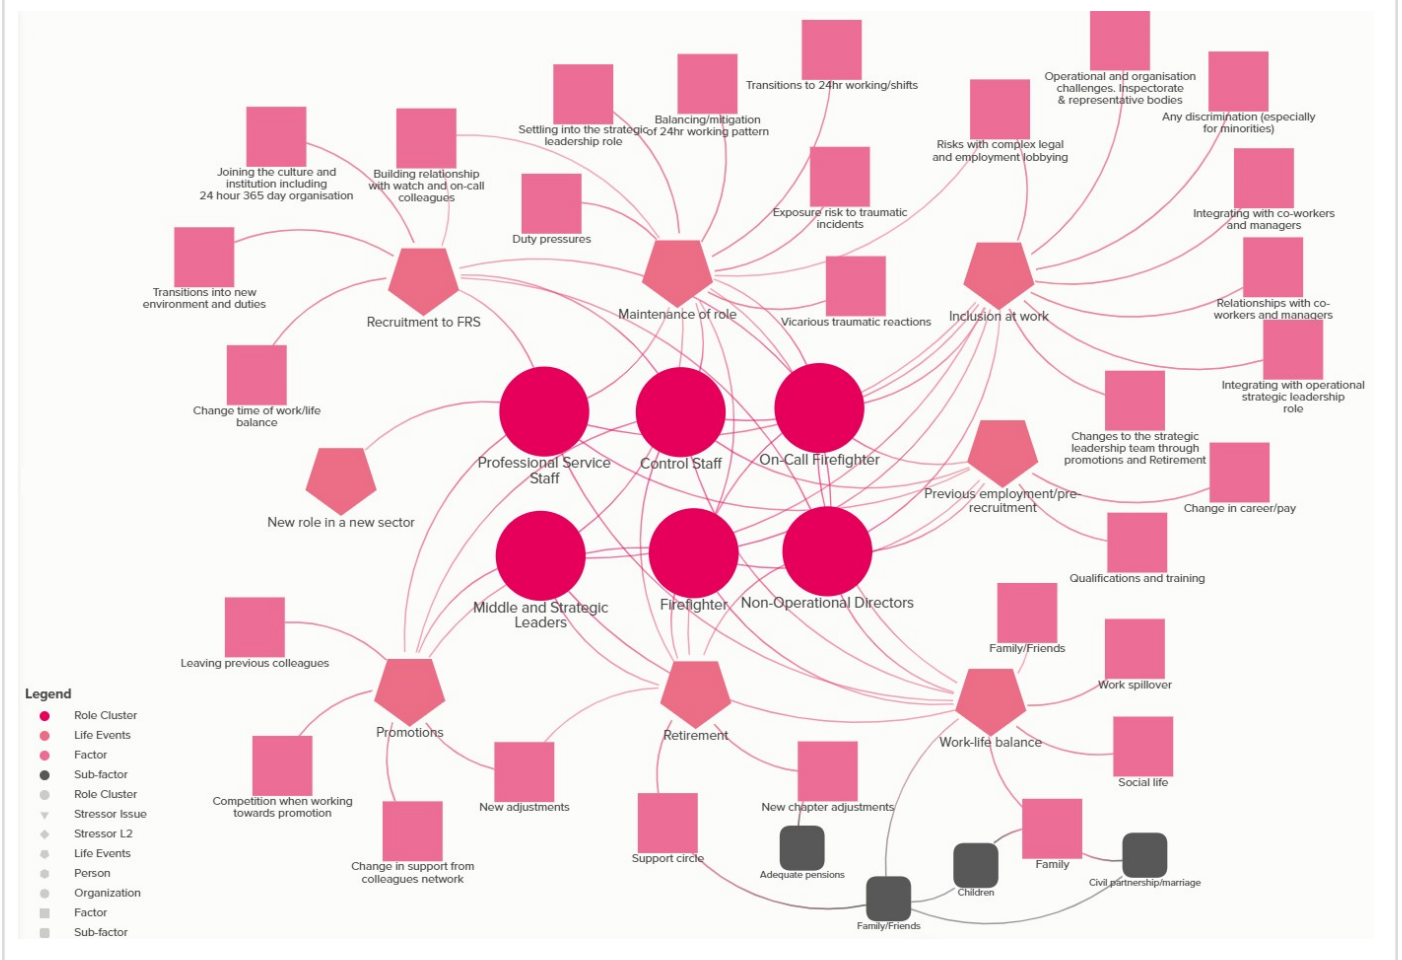 Transitions to 24hr working/shifts
Operational and organisation
challenges. Inspectorate
& representative bodies
Any discrimination (especially
for minorities)
Settling into the strategic
leadership role
Balancing/mitigation
of 24hr working pattern
Risks with complex legal
and employment lobbying
Joining the culture and
institution including
24 hour 365 day organisation
Building relationship
with watch and on-call
colleagues
Duty pressures
Exposure risk to traumatic
incidents
Integrating with co-workers
and managers
Transitions into new
environment and duties
Recruitment to FRS
Maintenance of role
Vicarious traumatic reactions
Inclusion at work
Relationships with co-
workers and managers
Integrating with operational
strategic leadership
role
Change time of work/life
balance
Changes to the strategic
leadership team through
promotions and Retirement
Professional Service
Staff
Control Staff
On-Call Firefighter
New role in a new sector
Previous employment/pre-
recruitment
Change in career/pay
Qualifications and training
Middle and Strategic
Leaders
Firefighter
Non-Operational Directors
Family/Friends
Leaving previous colleagues
Work spillover
Promotions
Retirement
Work-life balance
Social life
Competition when working
towards promotion
New adjustments
New chapter adjustments
Change in support from
colleagues network
Support circle
Adequate pensions
Family
Children
Civil partnership/marriage
Family/Friends
Legend
Role Cluster
Life Events
Factor
Sub-factor
Role Cluster
Stressor Issue
Stressor L2
Life Events
Person
Organization
Factor
Sub-factor